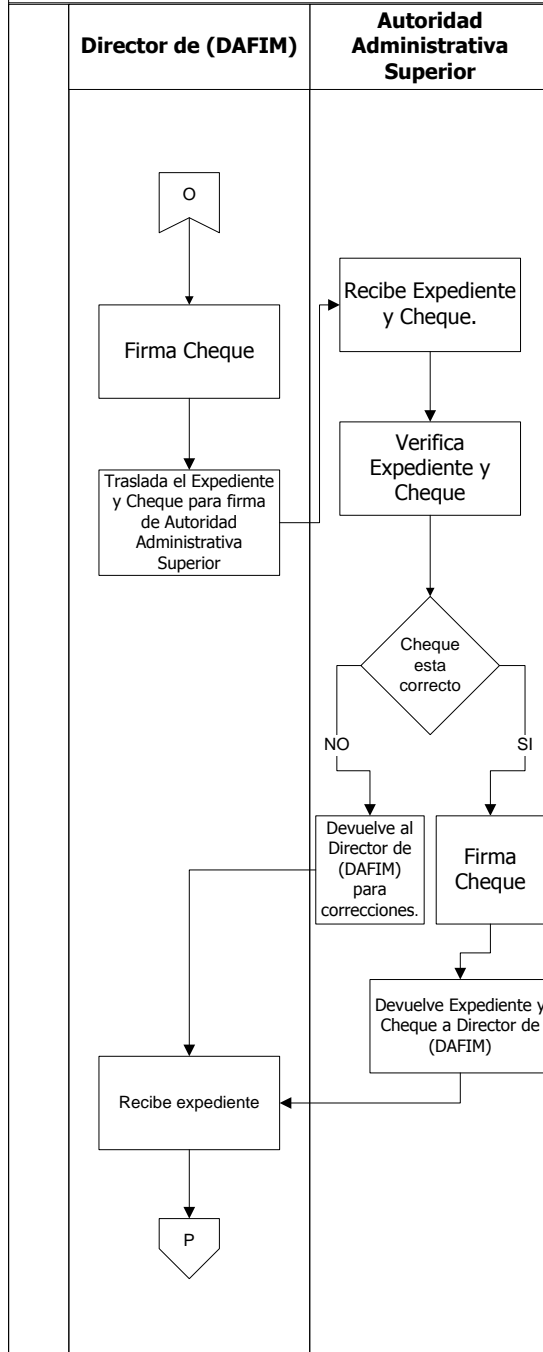 Director de (DAFIM)
Autoridad
Administrativa
Superior
O
Firma Cheque
Traslada el Expediente
y Cheque para firma
de Autoridad
Administrativa
Superior
Recibe Expediente
y Cheque.
Verifica
Expediente y
Cheque
Cheque
esta
correcto
NO
SI
Devuelve al
Director de
(DAFIM)
para
correcciones.
Firma
Cheque
Devuelve Expediente y
Cheque a Director de
(DAFIM)
Recibe expediente
P